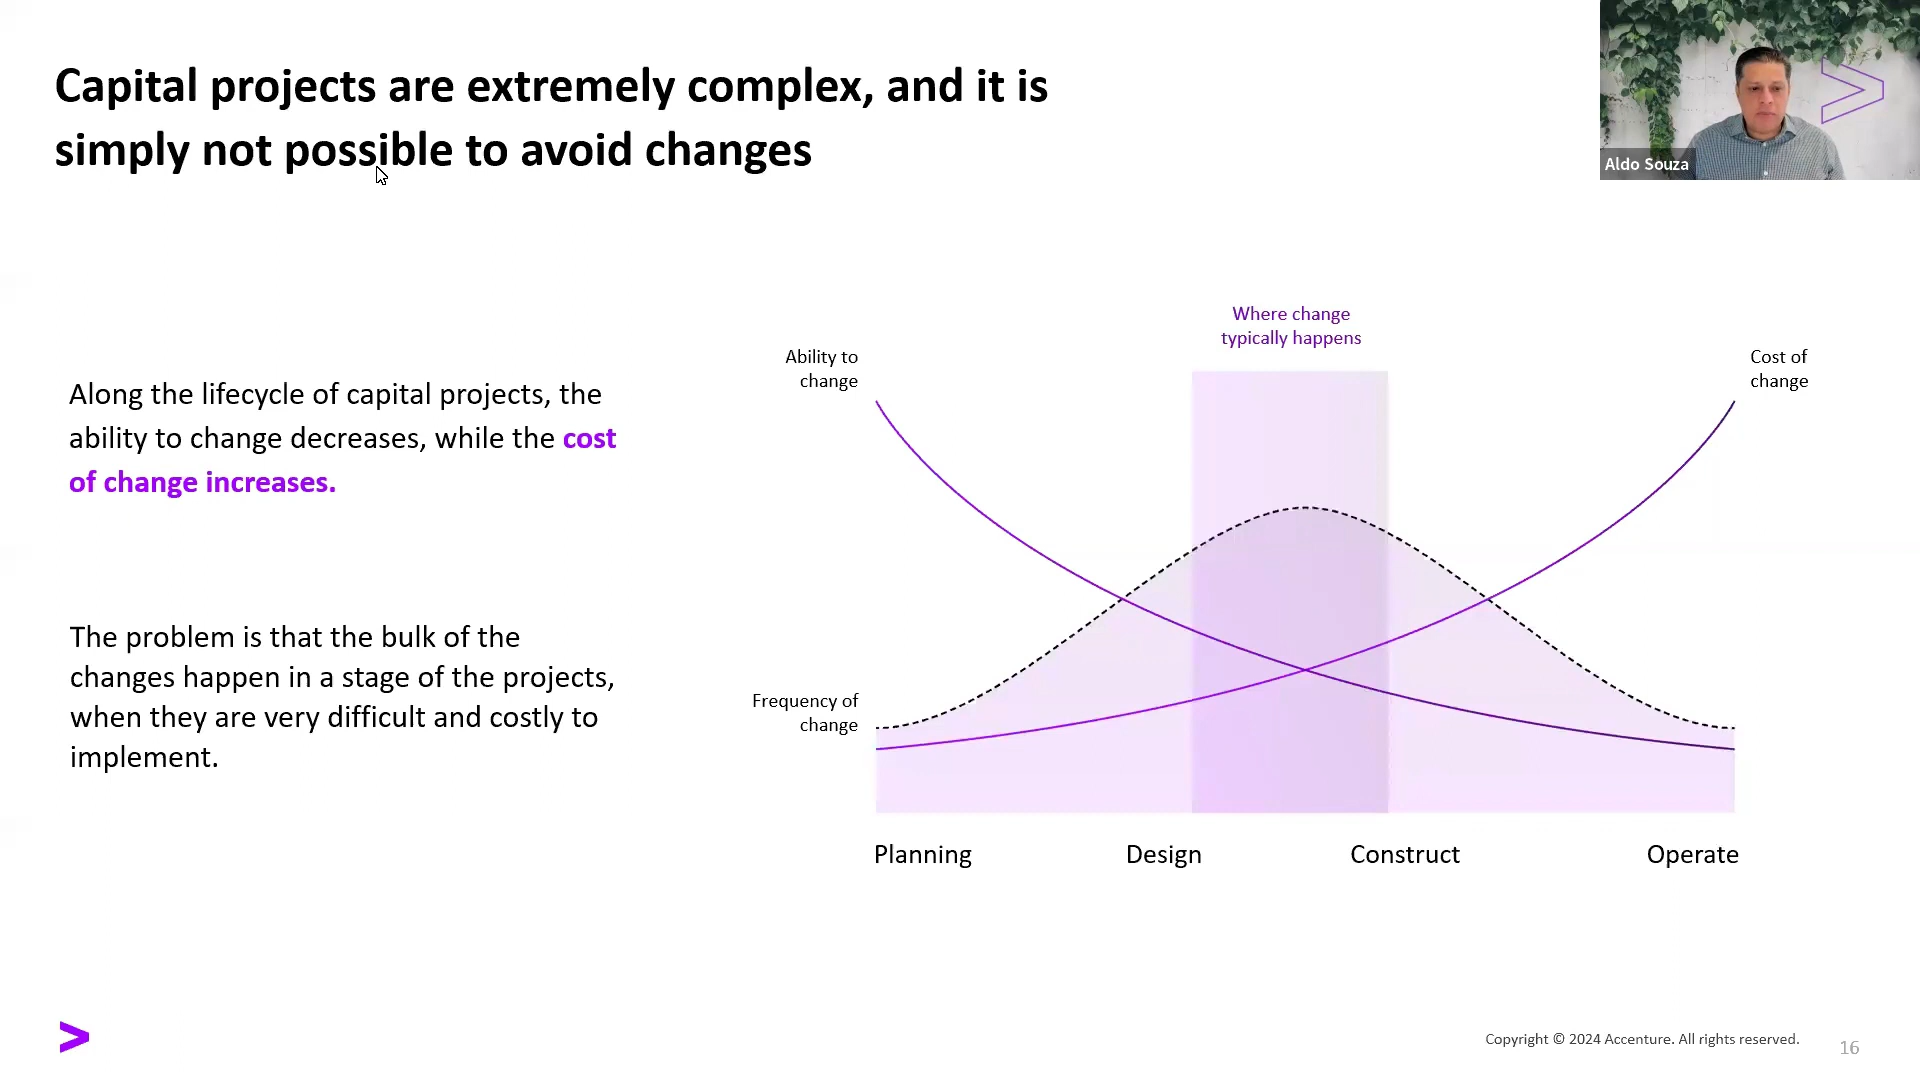 Capital projects are extremely complex, and it is
simply not possible to avoid changes
Aldo Souza
Along the lifecycle of capital projects, the
ability to change decreases, while the cost
of change increases.
The problem is that the bulk of the
changes happen in a stage of the projects,
when they are very difficult and costly to
implement.
Where change
typically happens
Ability to
change
Cost of
change
Frequency of
change
Planning
Design
Construct
Operate
Copyright © 2024 Accenture. All rights reserved.
16